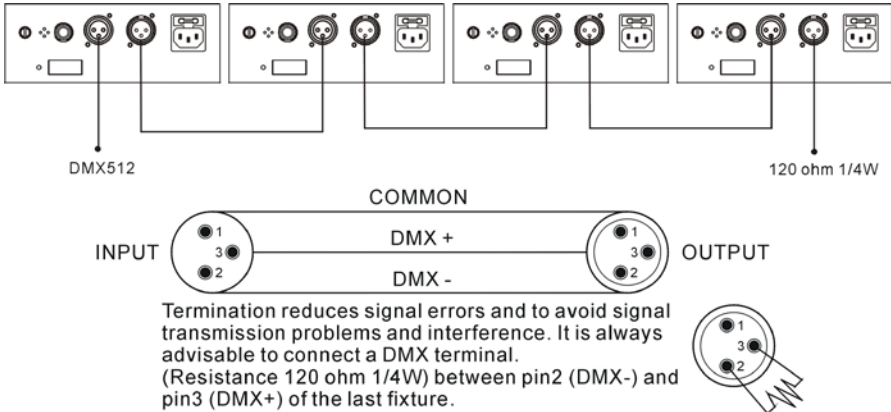 DMX512
120 ohm 1/4W
COMMON
INPUT
1
DMX +
3
2
DMX -
1
3
2
OUTPUT
Termination reduces signal errors and to avoid signal
transmission problems and interference. It is always
advisable to connect a DMX terminal.
(Resistance 120 ohm 1/4W) between pin2 (DMX-) and
pin3 (DMX+) of the last fixture.
1
3
2